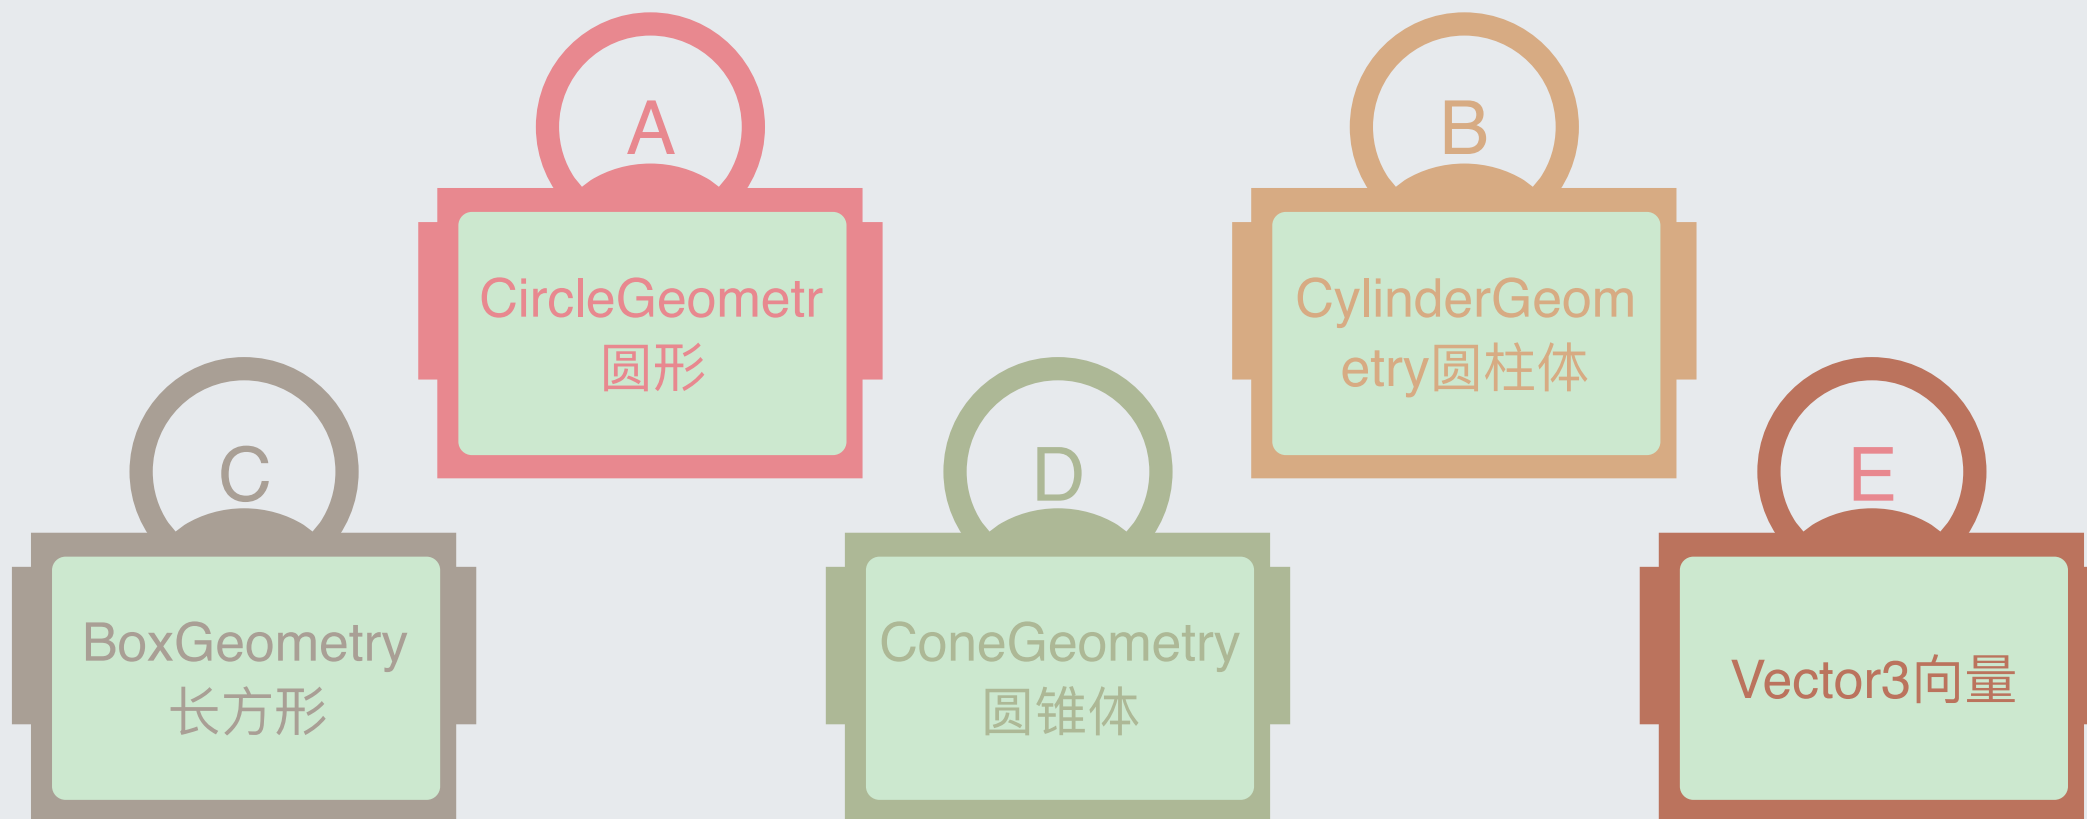 A
CircleGeometr
圆形
B
CylinderGeom
etry圆柱体
C
BoxGeometry
长方形
D
ConeGeometry
圆锥体
E
Vector3向量